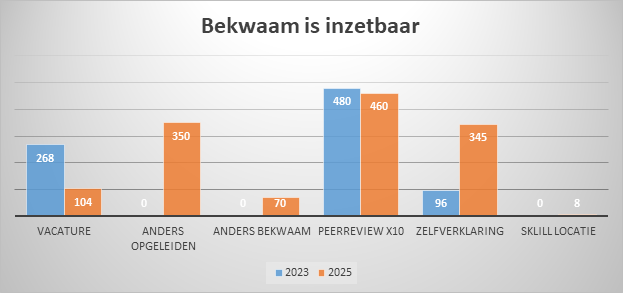 Bekwaam is inzetbaar
480
460
350
345
268
104
0
0
70
96
0
8
VACATURE
ANDERS
OPGELEIDEN
ANDERS BEKWAAM
PEERREVIEW X10
ZELFVERKLARING
SKLILL LOCATIE
2023
2025